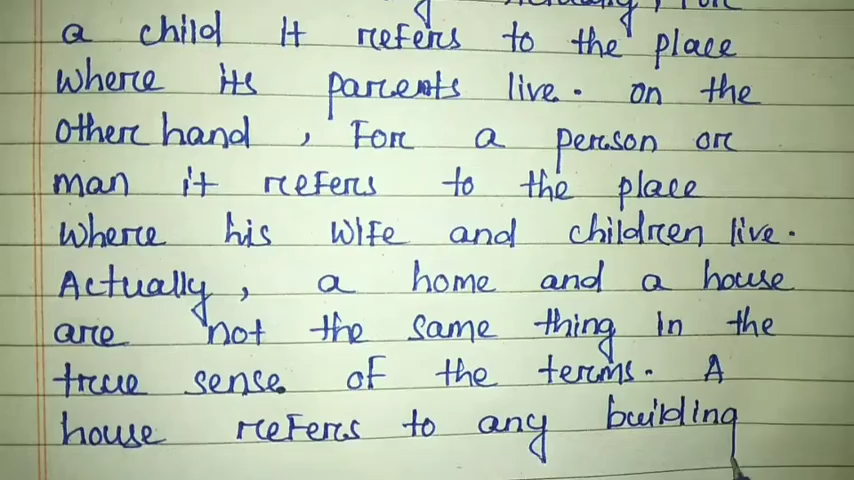 a child It refers to the place
where its parents live. on the
other hand, For a person or
man it refers to the place
where his wife and children live.
Actually, a home and a house
are not the same thing In the
true sense of the terms. A
house refers to any building